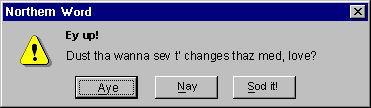 Northern Word
Ey up!
Dust tha wanna sev t' changes thaz med, love?
Aye Nay Sod it!